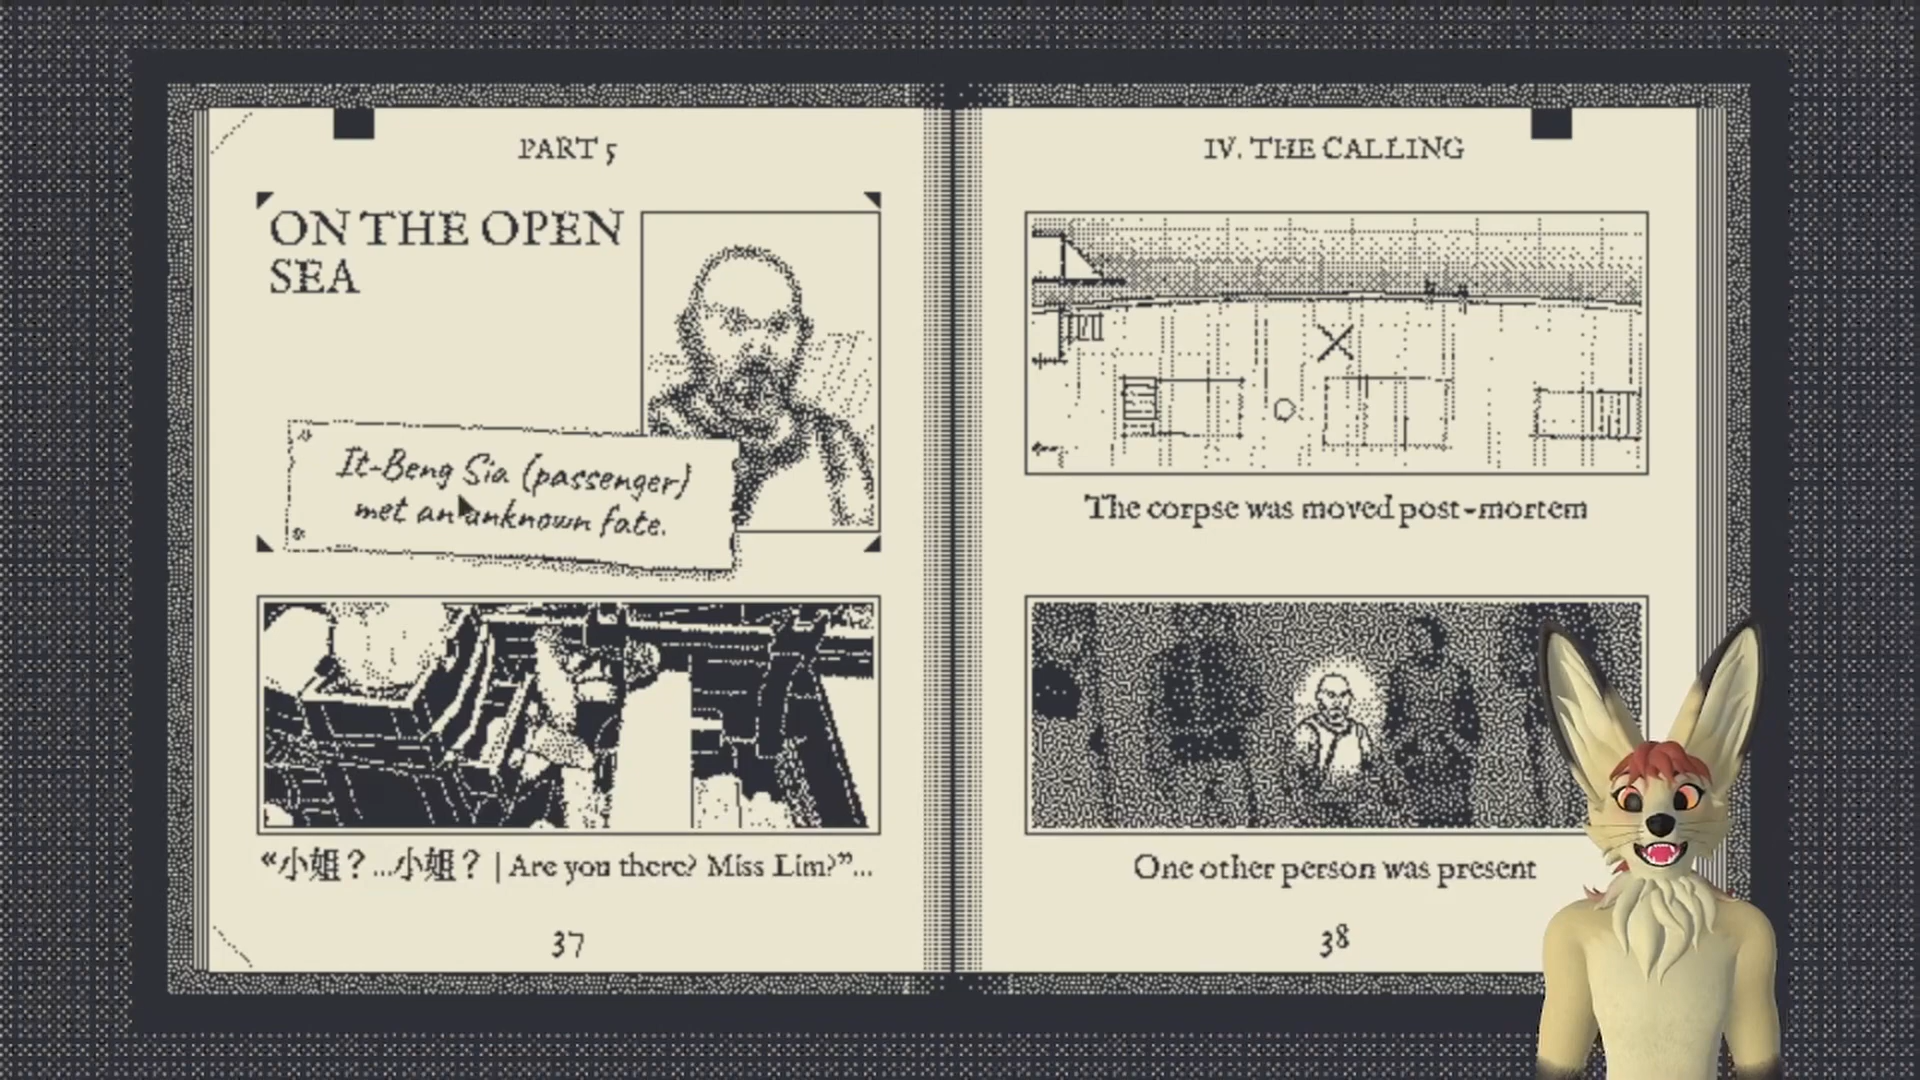 PART 5
ON THE OPEN
SEA
It-Beng Sia (passenger)
met an unknown fate.
“小姐？...小姐？ | Are you there? Miss Lim?”...
37
IV. THE CALLING
The corpse was moved post-mortem
One other person was present
38